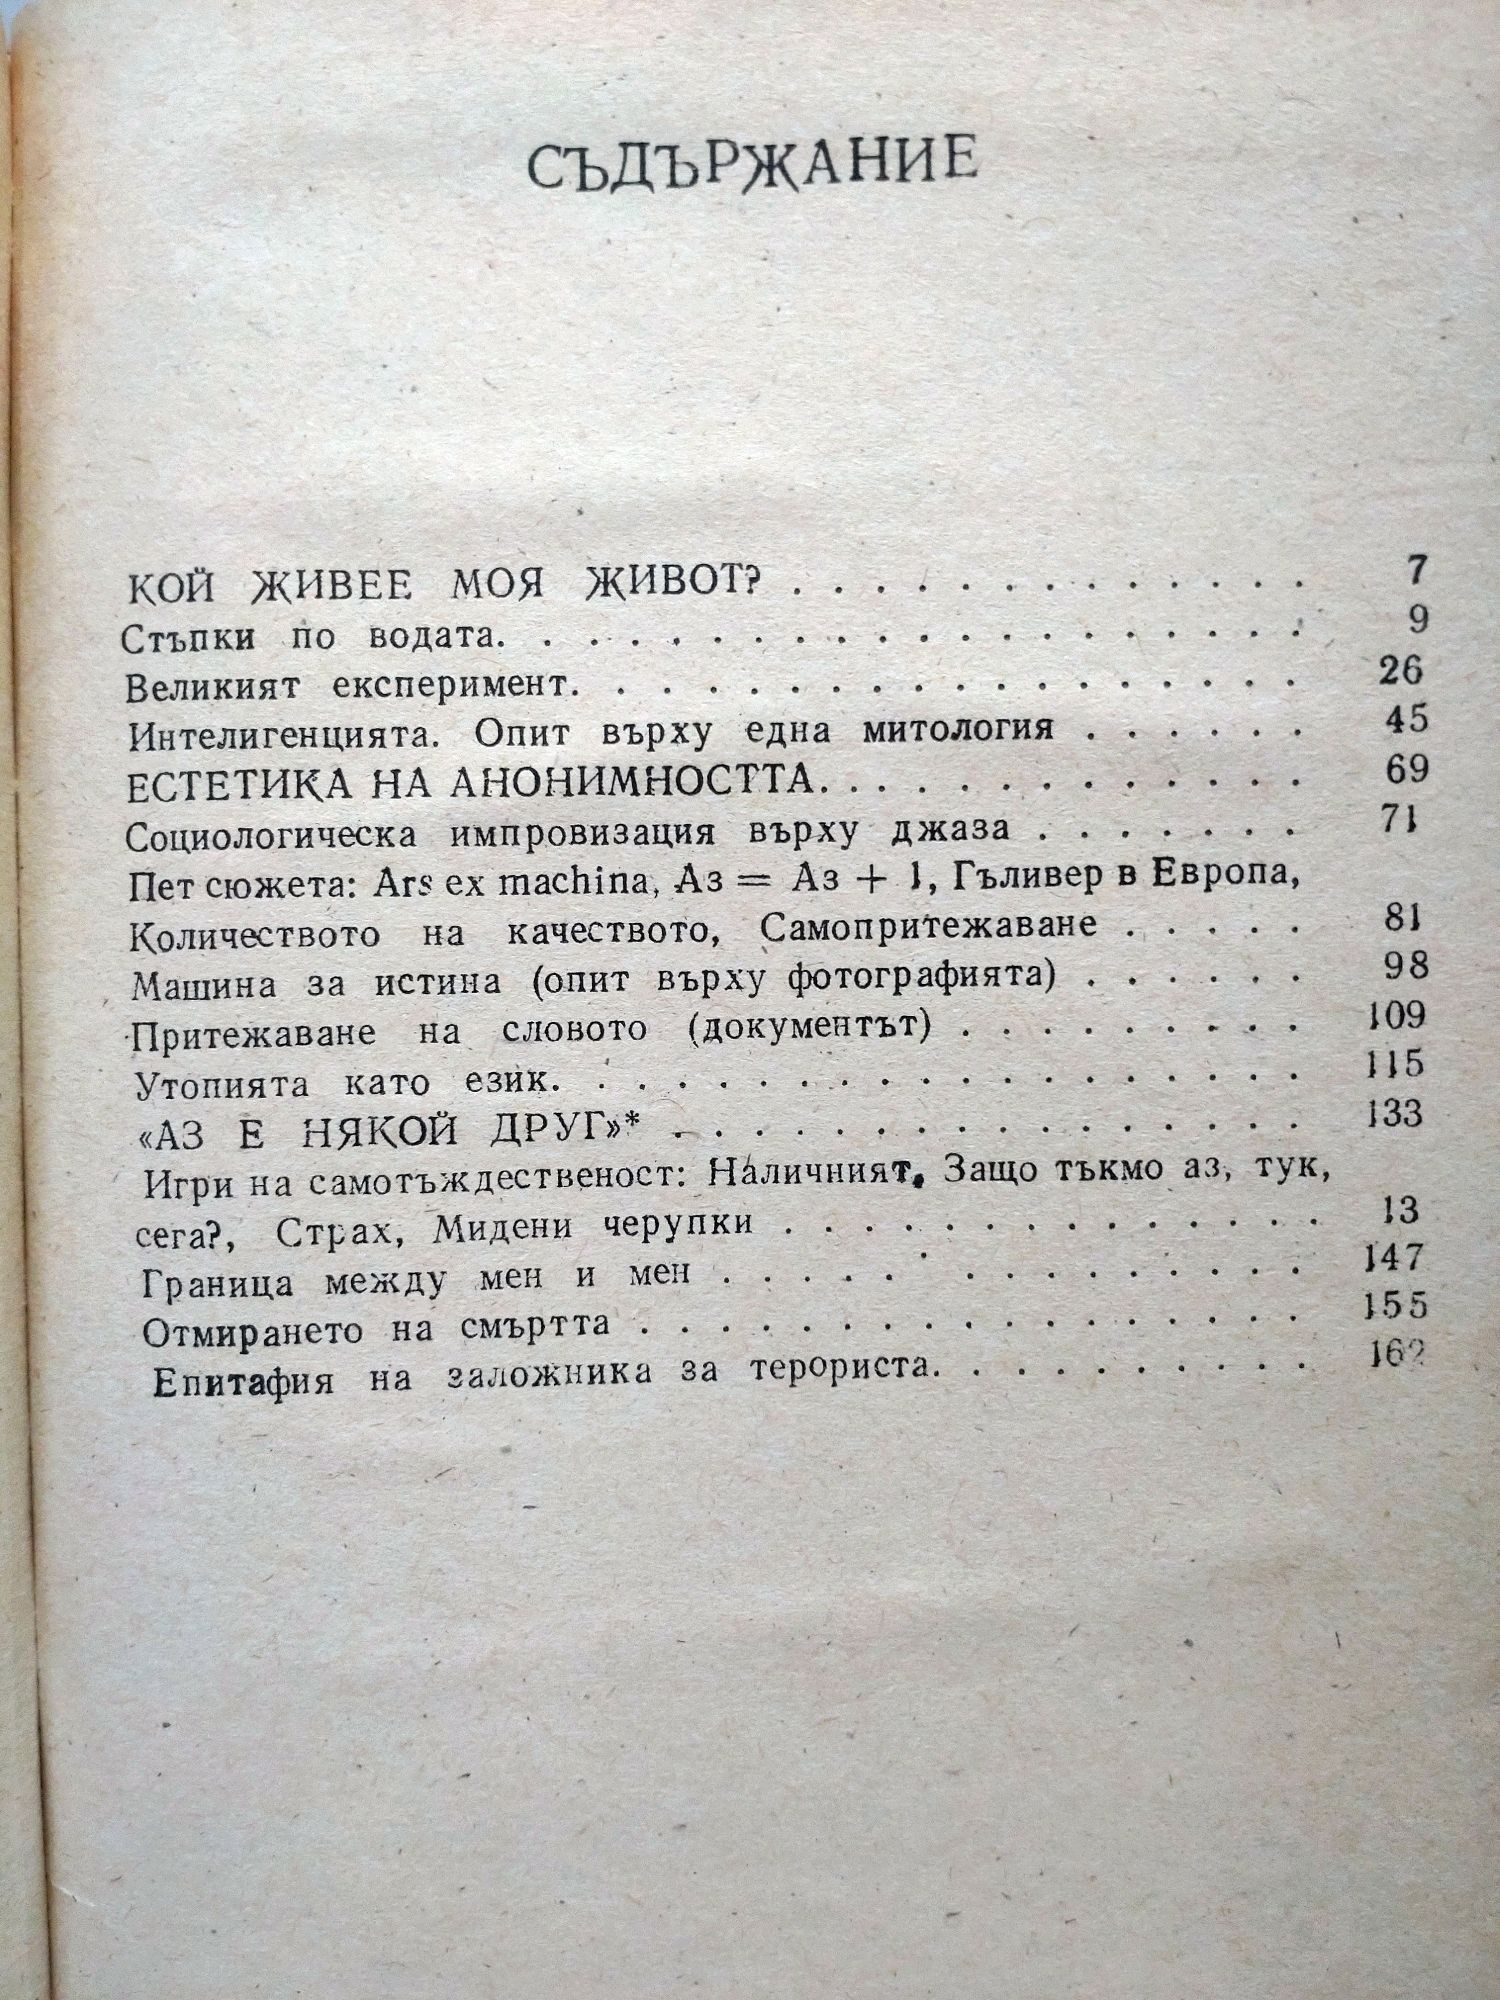 СЪДЪРЖАНИЕ
КОЙ ЖИВЕЕ МОЯ ЖИВОТ? . . . . . . . . . . . . . . 7
Стъпки по водата. . . . . . . . . . . . . . . . . . 9
Великият експеримент. . . . . . . . . . . . . . . 26
Интелигенцията. Опит върху една митология . . . . . . 45
ЕСТЕТИКА НА АНОНИМНОСТТА. . . . . . . . . . . . 69
Социологическа импровизация върху джаза . . . . . . . 71
Пет сюжета: Ars ex machina, Аз = Аз + 1, Гъливер в Европа,
Количеството на качеството, Самопритежаване . . . . . 81
Машина за истина (опит върху фотографията) . . . . . . 98
Притежаване на словото (документът) . . . . . . . . . 109
Утопията като език. . . . . . . . . . . . . . . . . 115
«АЗ Е НЯКОЙ ДРУГ»* . . . . . . . . . . . . . . . . 133
Игри на самотъждественост: Наличният, Защо тъкмо аз, тук,
сега?, Страх, Мидени черупки . . . . . . . . . . . . . 13
Граница между мен и мен . . . . . . . . . . . . . . 147
Отмирането на смъртта . . . . . . . . . . . . . . . 155
Епитафия на заложника за терориста. . . . . . . . . . 162